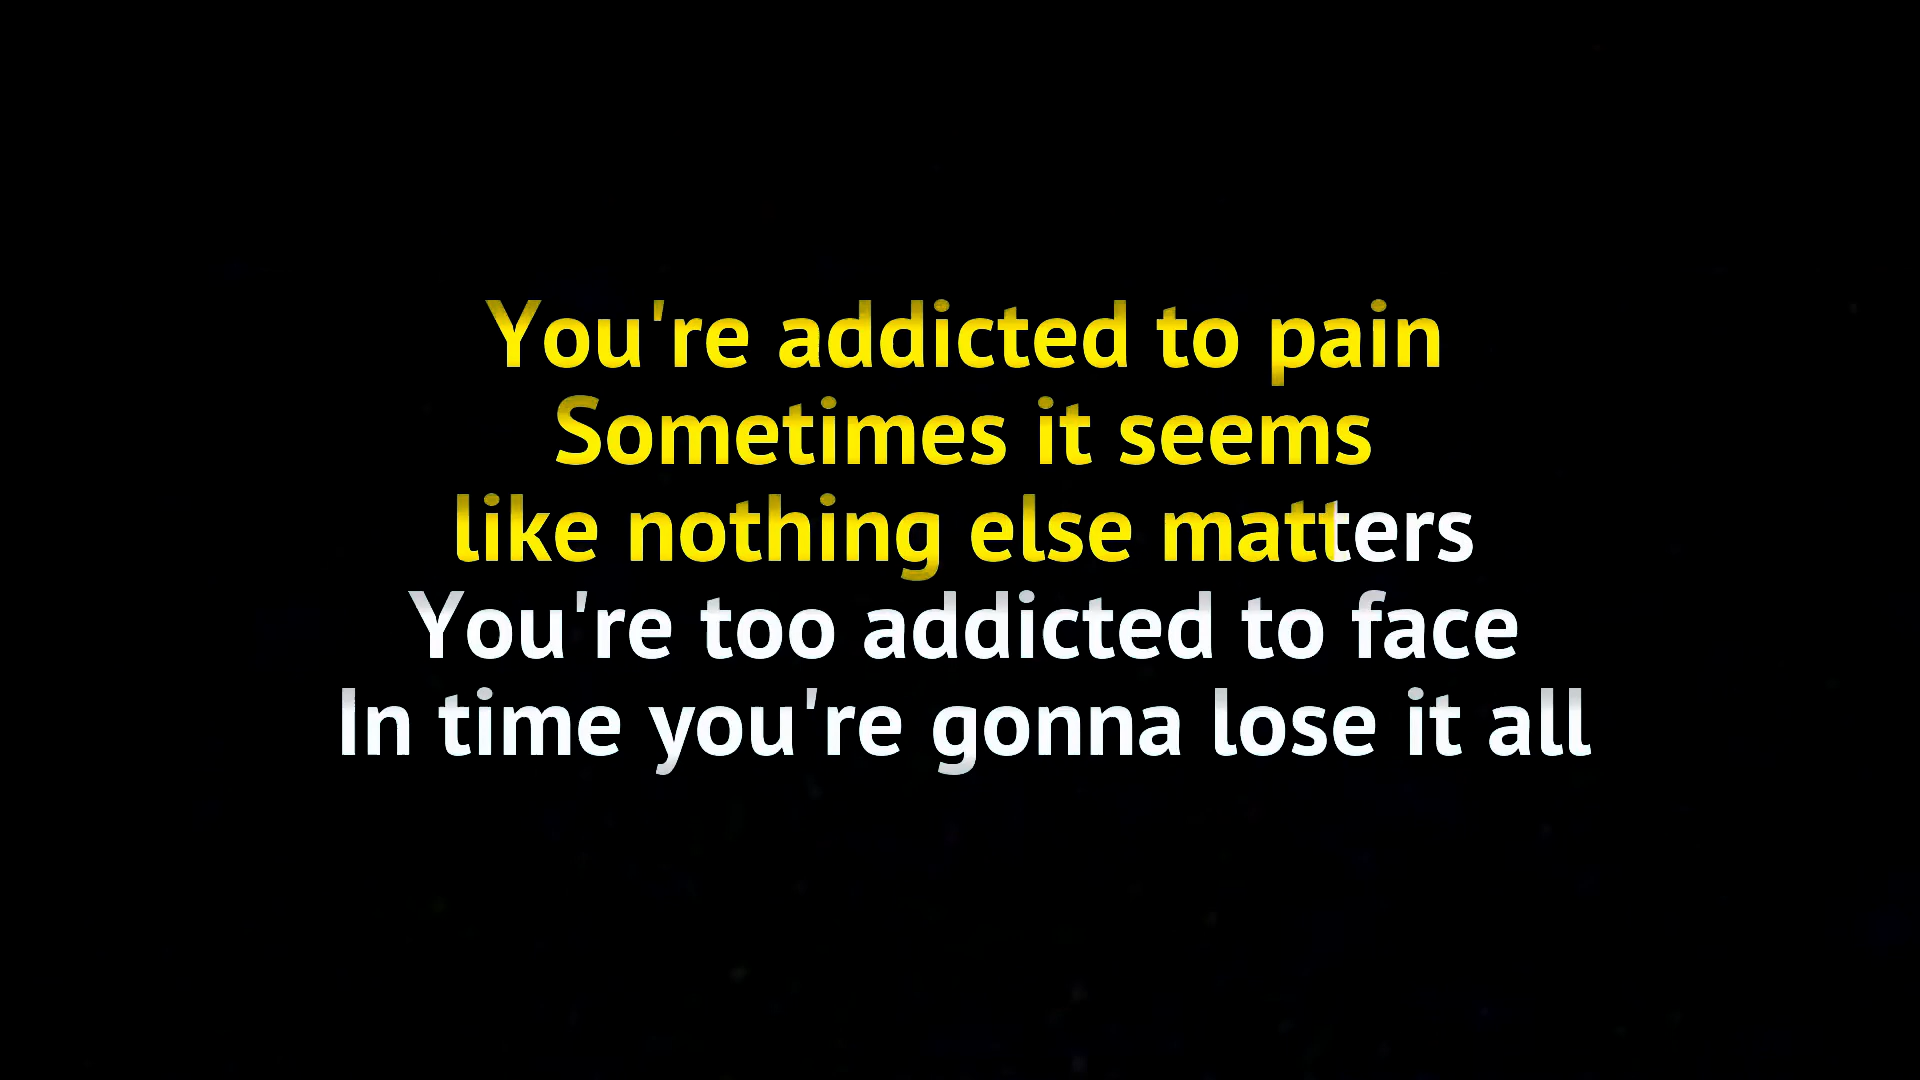 You're addicted to pain
Sometimes it seems
like nothing else matters
You're too addicted to face
In time you're gonna lose it all